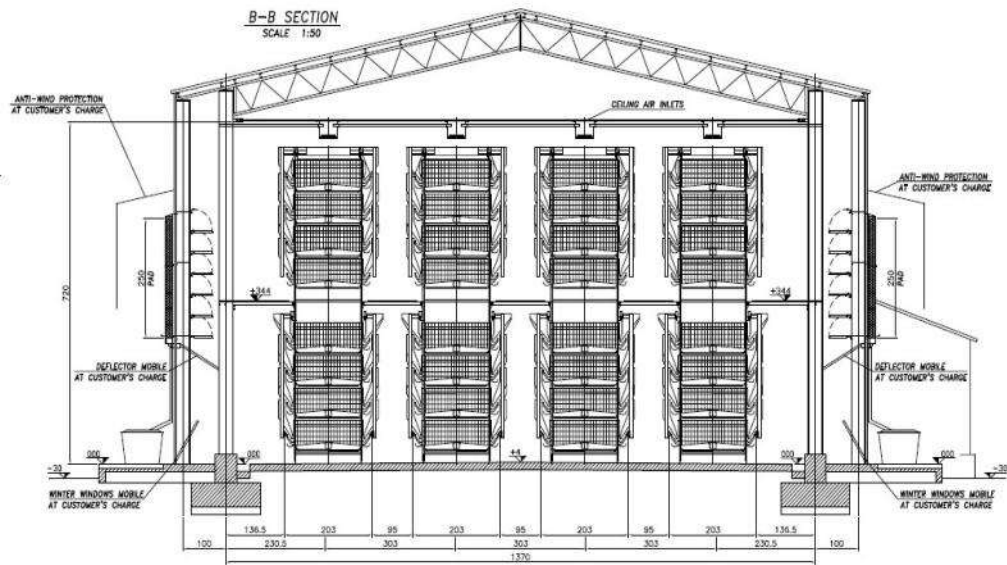 B-B SECTION
SCALE 1:50
ANTI-WIND PROTECTION
AT CUSTOMER'S CHARGE
CEILING AIR INLETS
ANTI-WIND PROTECTION
AT CUSTOMER'S CHARGE
720
250
PAD
+344
+344
250
PAD
DEFLECTOR MOBILE
AT CUSTOMER'S CHARGE
DEFLECTOR MOBILE
AT CUSTOMER'S CHARGE
000
000
+4
000
000
-30
-30
WINTER WINDOWS MOBILE
AT CUSTOMER'S CHARGE
WINTER WINDOWS MOBILE
AT CUSTOMER'S CHARGE
136.5 203 95 203 95 203 95 203 136.5
100 230.5 303 303 303 230.5 100
1370